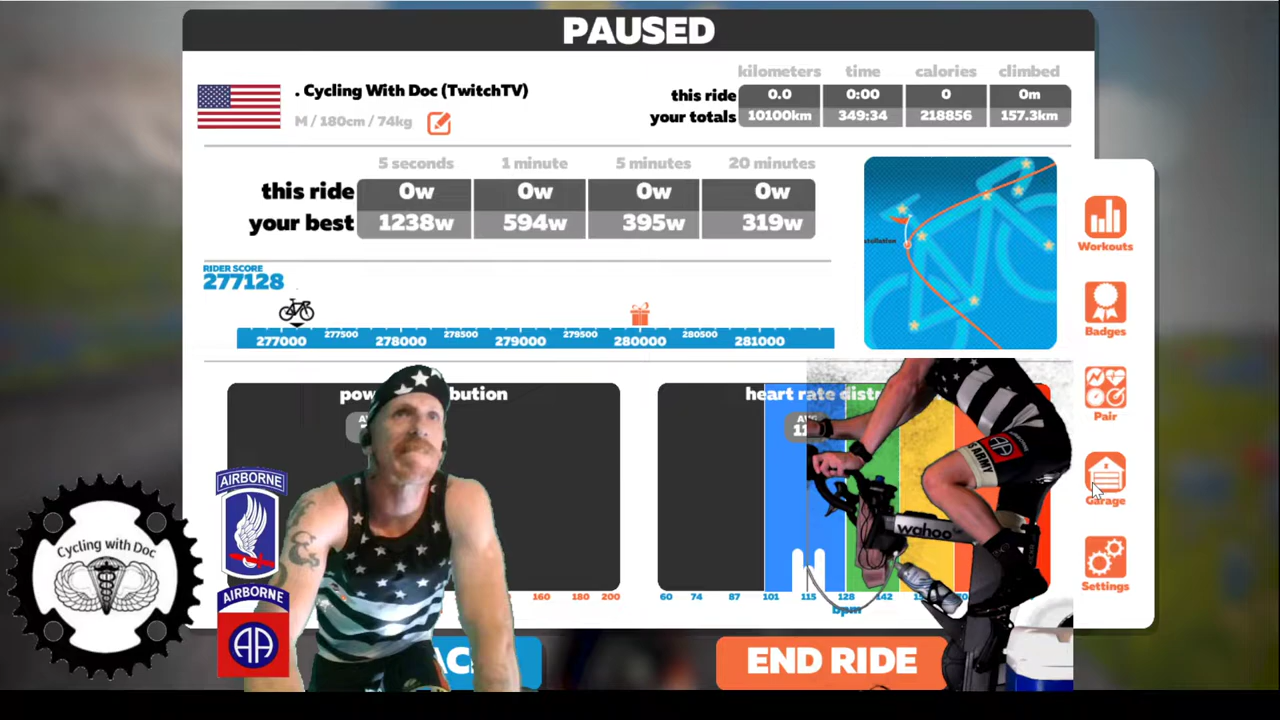 PAUSED
kilometers time calories climbed
. Cycling With Doc (TwitchTV)
this ride 0.0 0:00 0 0m
M / 180cm / 74kg
your totals 10100km 349:34 218856 157.3km
5 seconds 1 minute 5 minutes 20 minutes
this ride 0w 0w 0w 0w
your best 1238w 594w 395w 319w
RIDER SCORE
277128
277000 277500 278000 278500 279000 279500 280000 280500 281000
Workouts
Badges
Pair
Garage
Settings
heart rate
AVG
60 74 87 101 115 142
bpm
160 180 200
END RIDE
AIRBORNE
AIRBORNE
AA
Cycling with Doc
AA
ARMY
wahoo